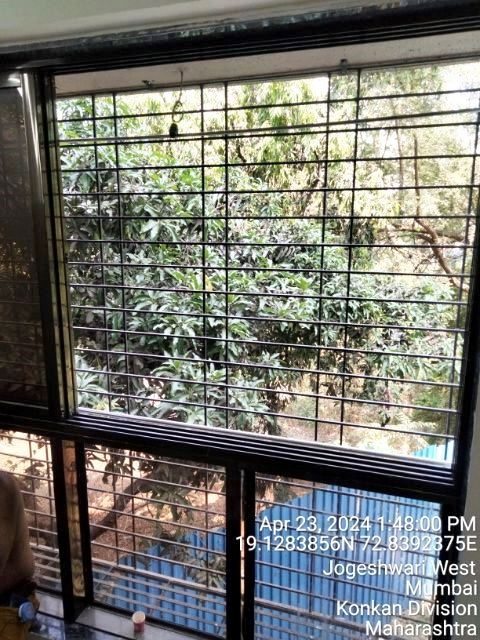 Apr 23, 2024 1:48:00 PM
19.1283856N 72.8392375E
Jogeshwari West
Mumbai
Konkan Division
Maharashtra